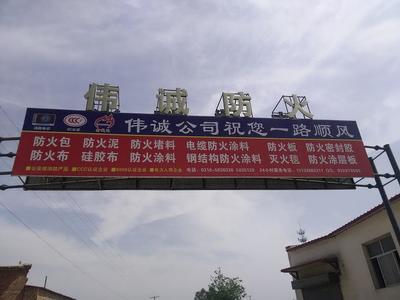 伟诚防火
伟诚公司祝您一路顺风
防火包 防火泥 防火堵料 电缆防火涂料 防火板 防火密封胶
防火布 硅胶布 防火涂料 钢结构防火涂料 灭火毯 防火涂层板